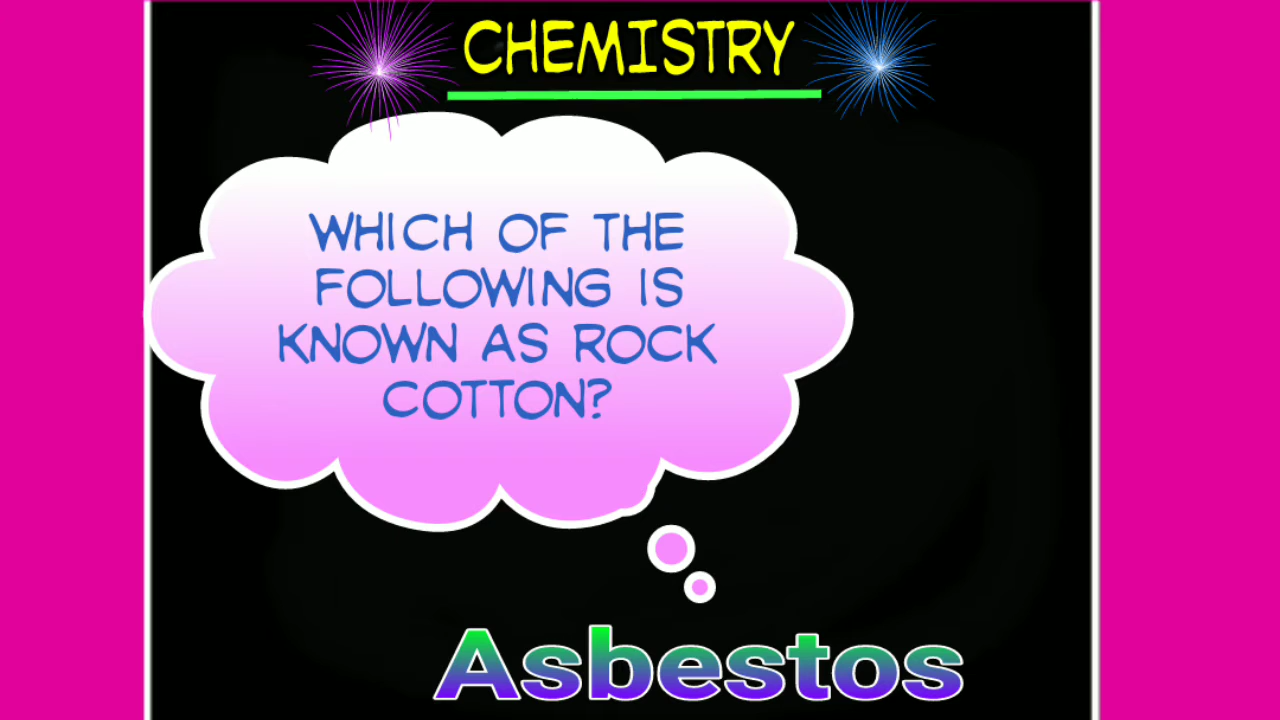 CHEMISTRY
WHICH OF THE
FOLLOWING IS
KNOWN AS ROCK
COTTON?
Asbestos